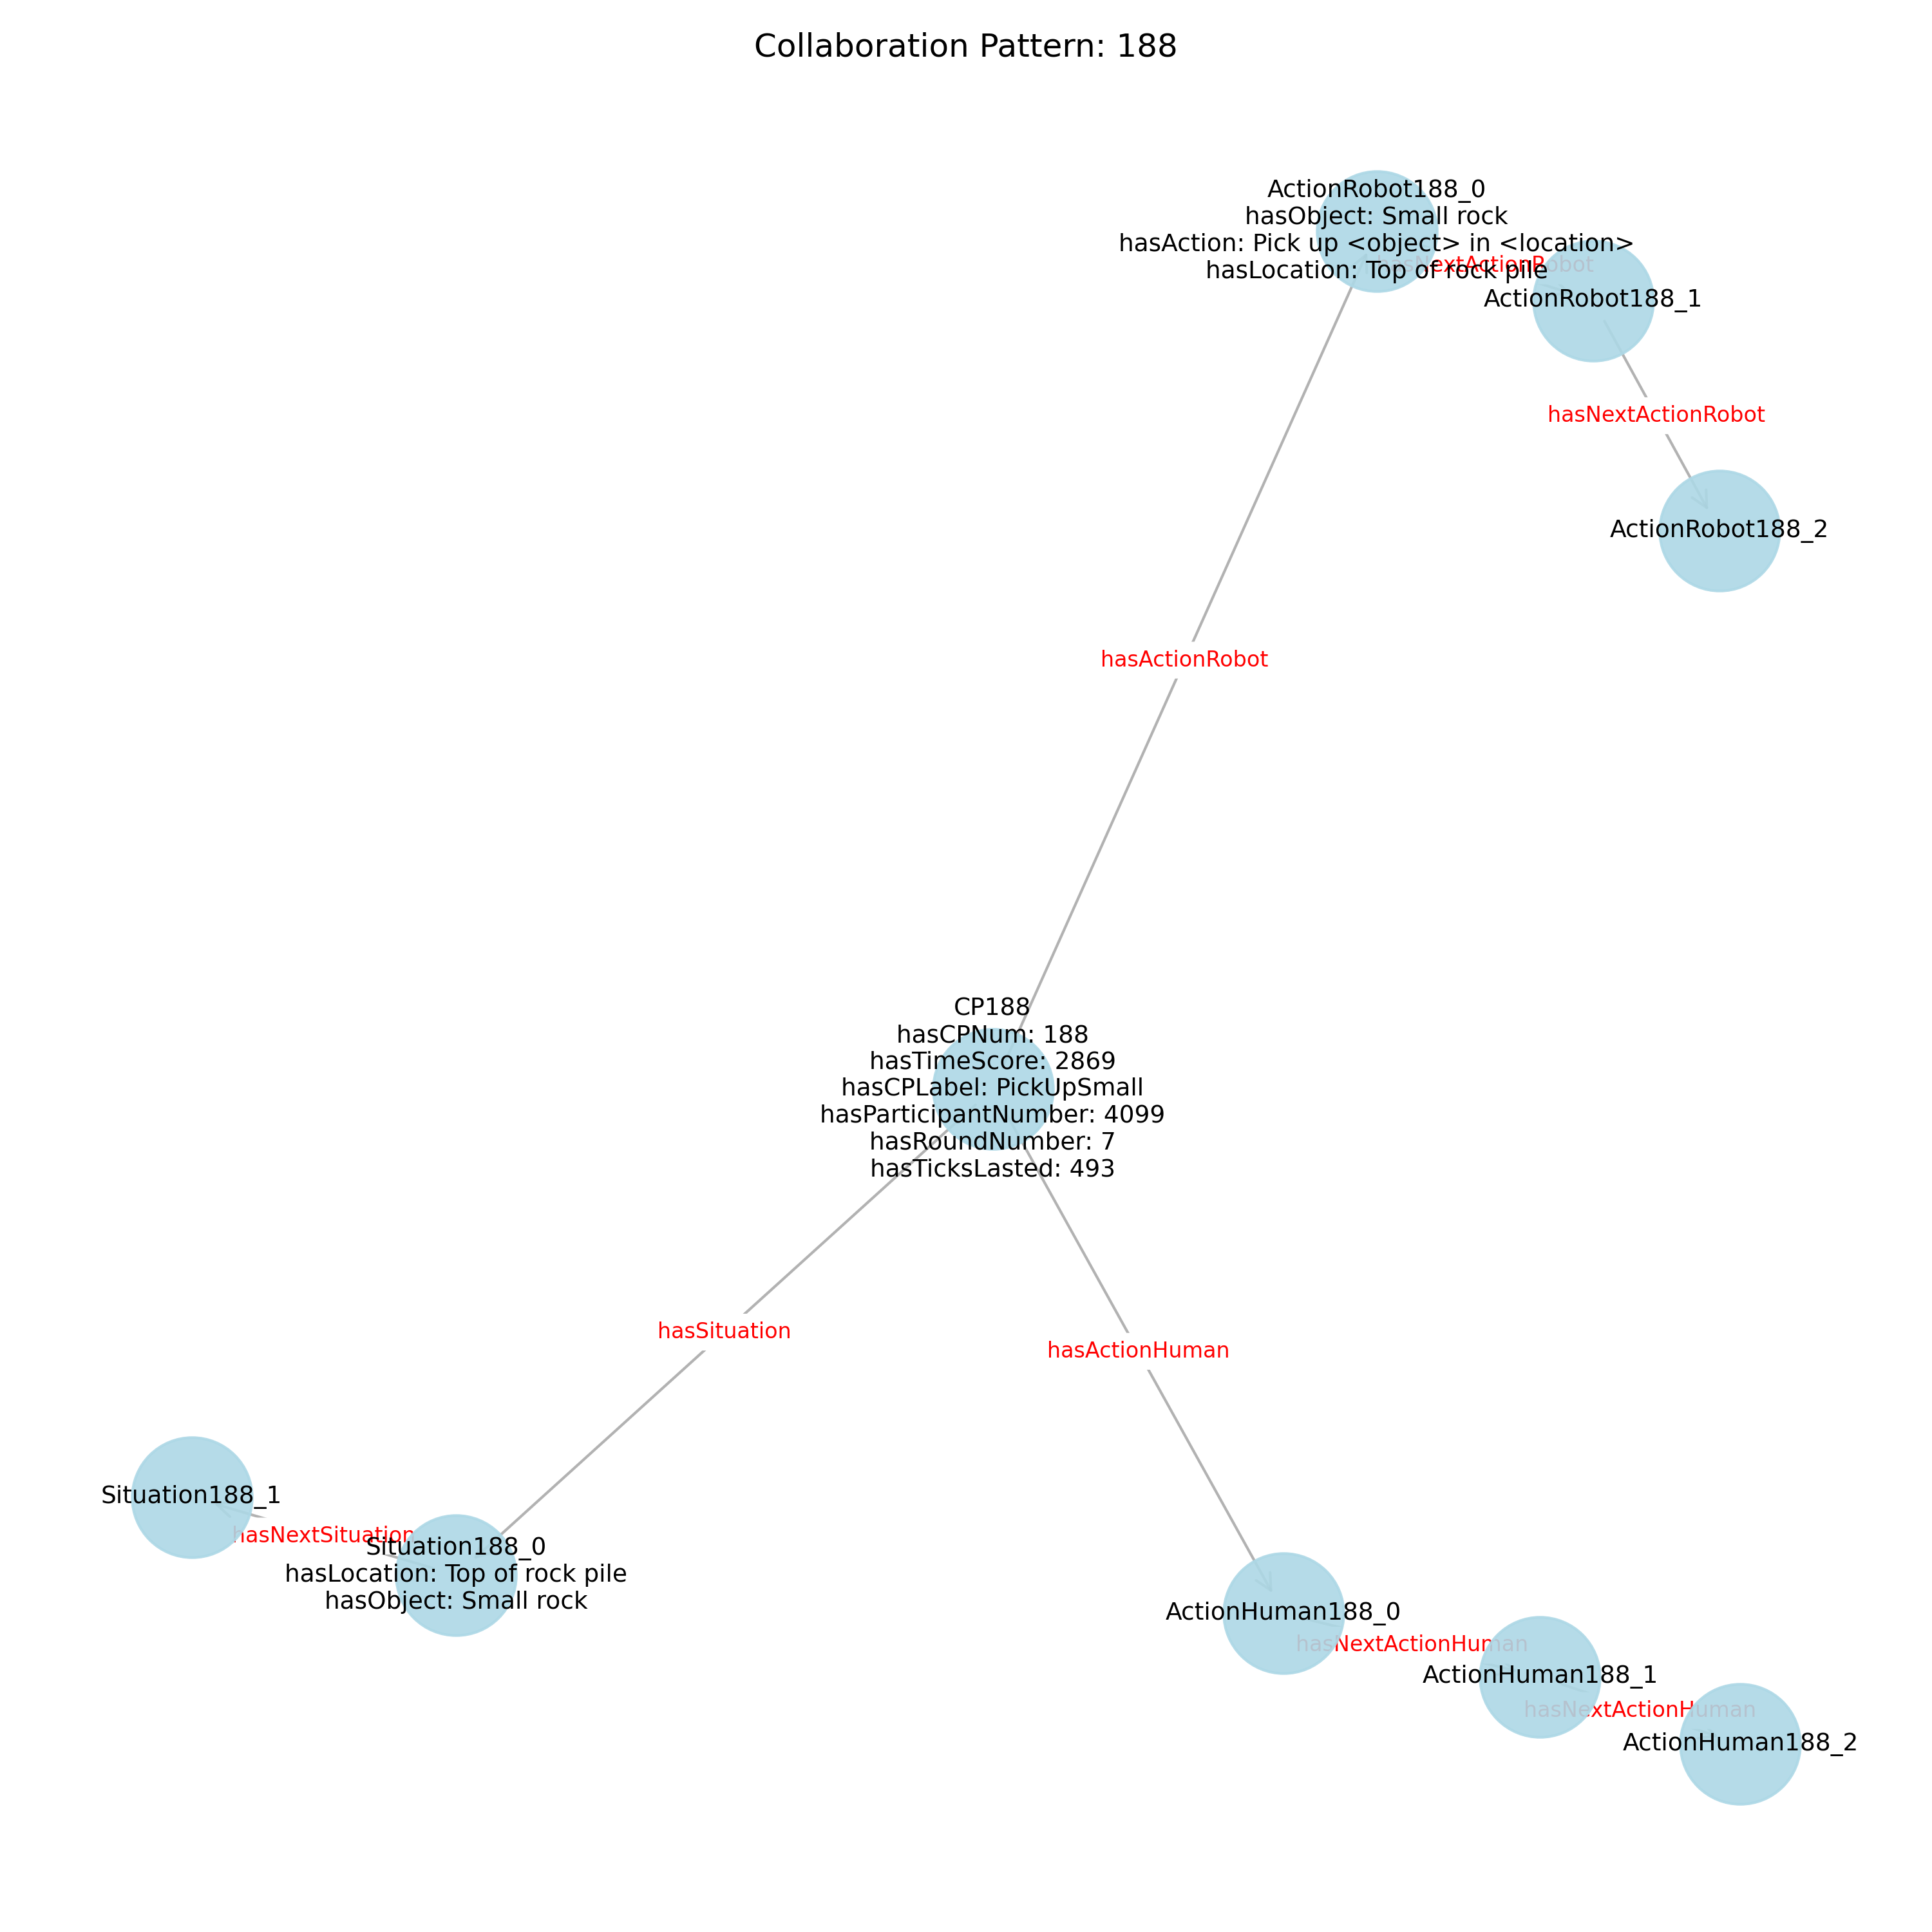 Collaboration Pattern: 188
ActionRobot188_0
hasObject: Small rock
hasAction: Pick up <object> in <location>
hasLocation: Top of rock pile
hasNextActionRobot
ActionRobot188_1
hasNextActionRobot
ActionRobot188_2
hasActionRobot
CP188
hasCPNum: 188
hasTimeScore: 2869
hasCPLabel: PickUpSmall
hasParticipantNumber: 4099
hasRoundNumber: 7
hasTicksLasted: 493
hasSituation
hasActionHuman
Situation188_1
hasNextSituation
Situation188_0
hasLocation: Top of rock pile
hasObject: Small rock
ActionHuman188_0
hasNextActionHuman
ActionHuman188_1
hasNextActionHuman
ActionHuman188_2